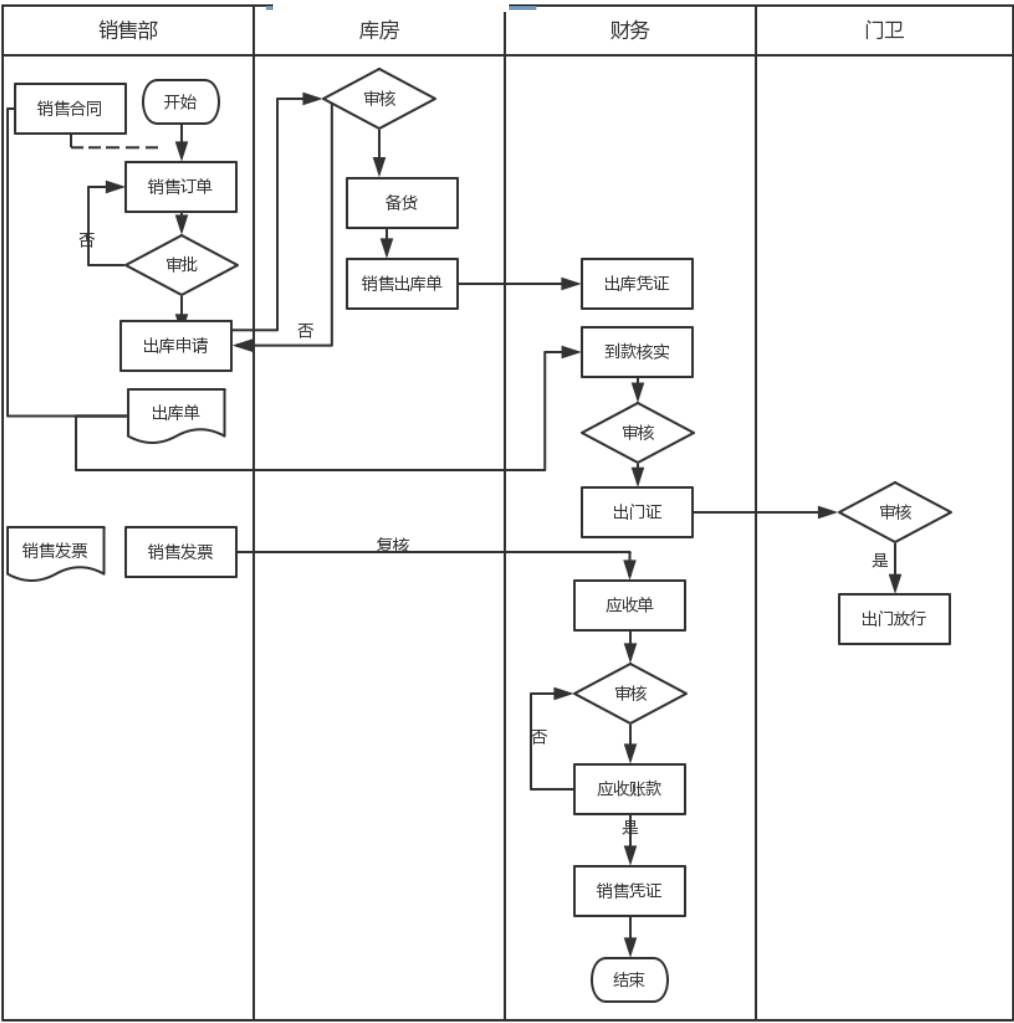 销售部
库房
财务
门卫
销售合同
开始
销售订单
否
审批
出库申请
出库单
销售发票
销售发票
审核
备货
销售出库单
否
复核
出库凭证
到款核实
审核
出门证
应收单
审核
否
应收账款
是
销售凭证
结束
审核
是
出门放行